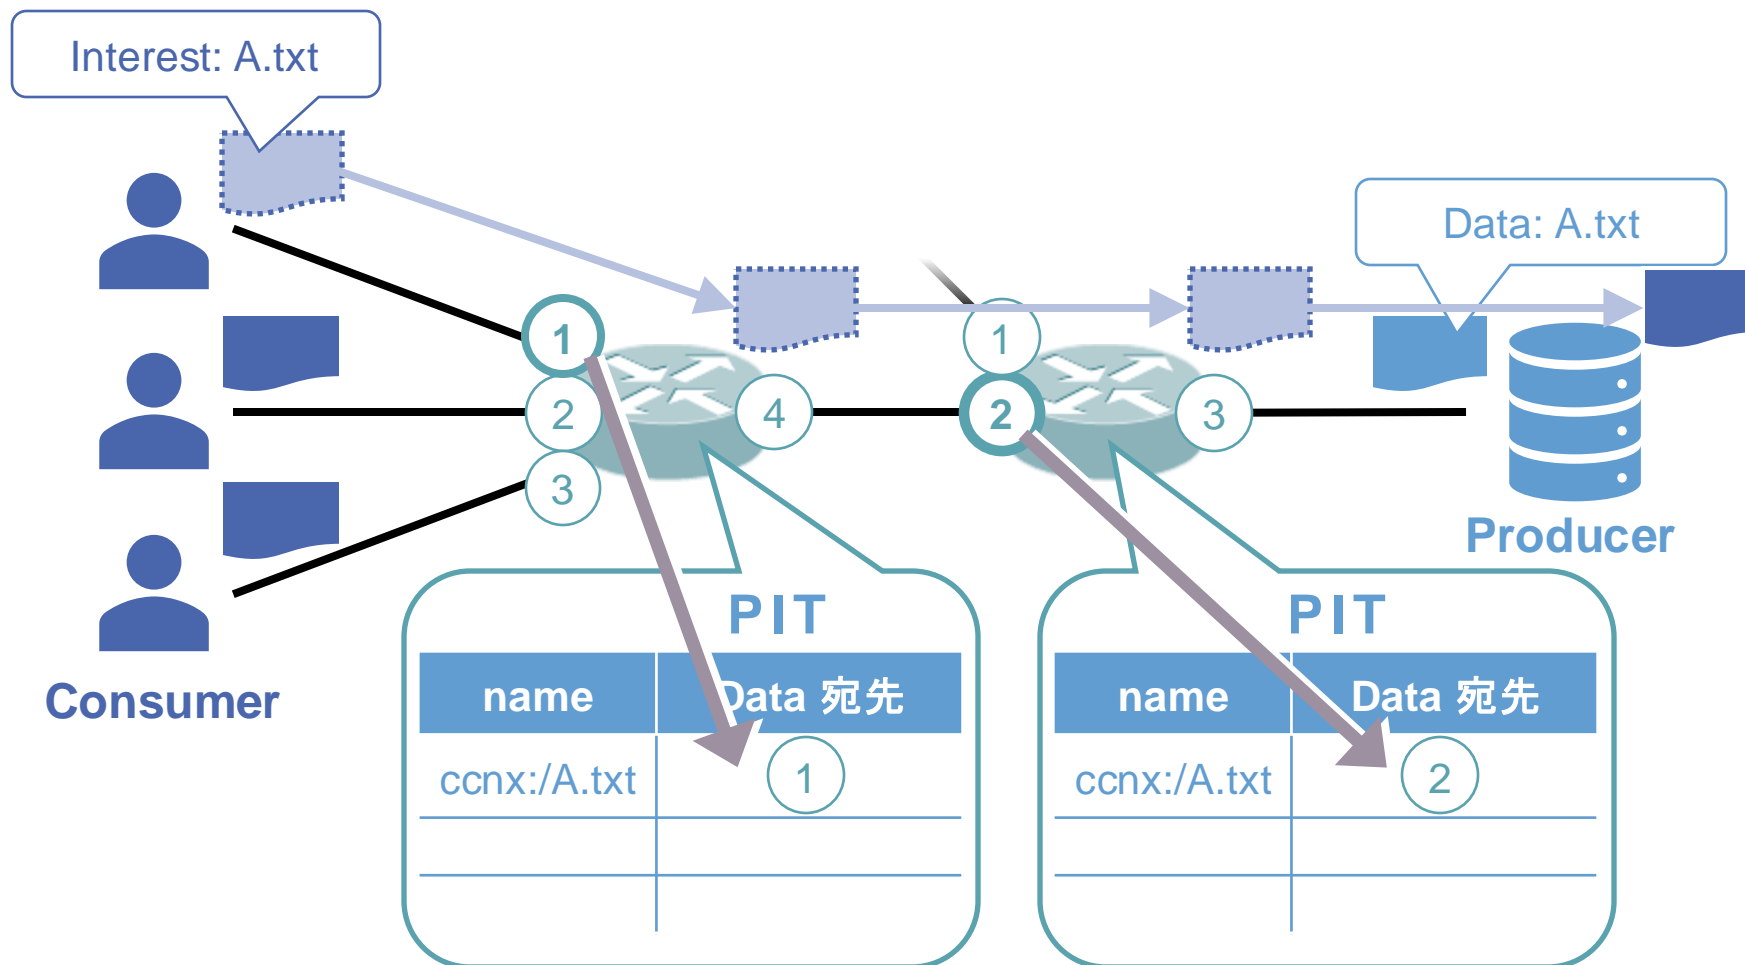 Interest: A.txt
Data: A.txt
1
2
3
4
1
2
3
Producer
Consumer
PIT
name Data 宛先
ccnx:/A.txt 1
PIT
name Data 宛先
ccnx:/A.txt 2